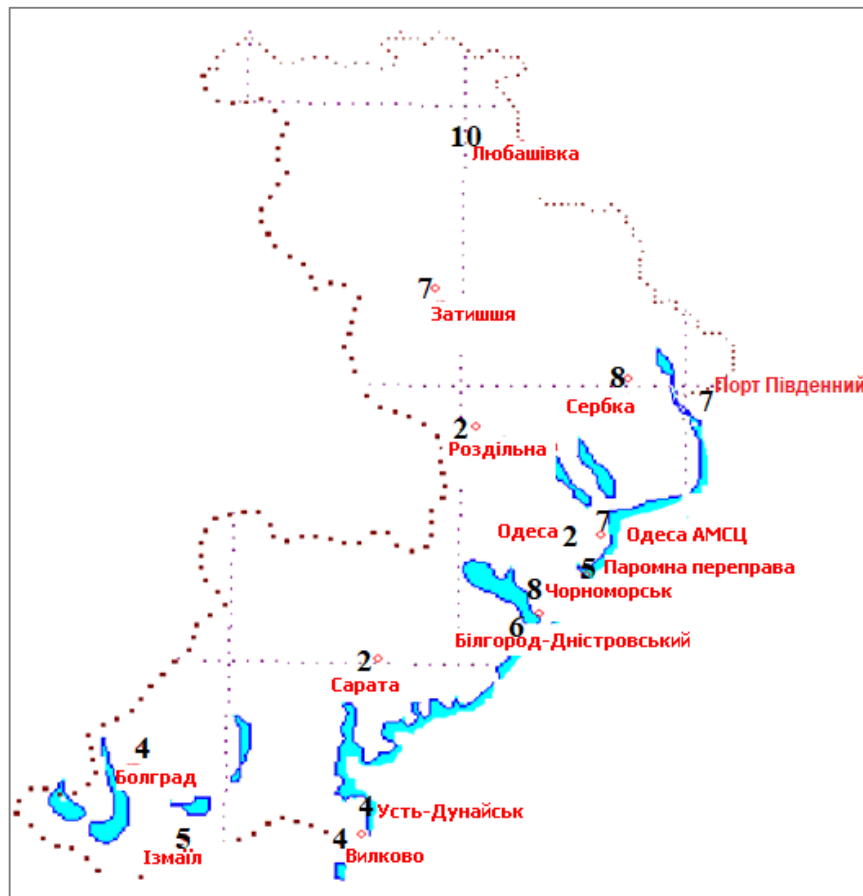 10
Любашівка
7
Затишшя
8
Сербка
7
Порт Південний
2
Роздільна
Одеса 2
7
Одеса АМСЦ
5
Паромна переправа
8
Чорноморськ
6
Білгород-Дністровський
2
Сарата
4
Болград
4
Усть-Дунайськ
5
Ізмаїл
4
Вилково